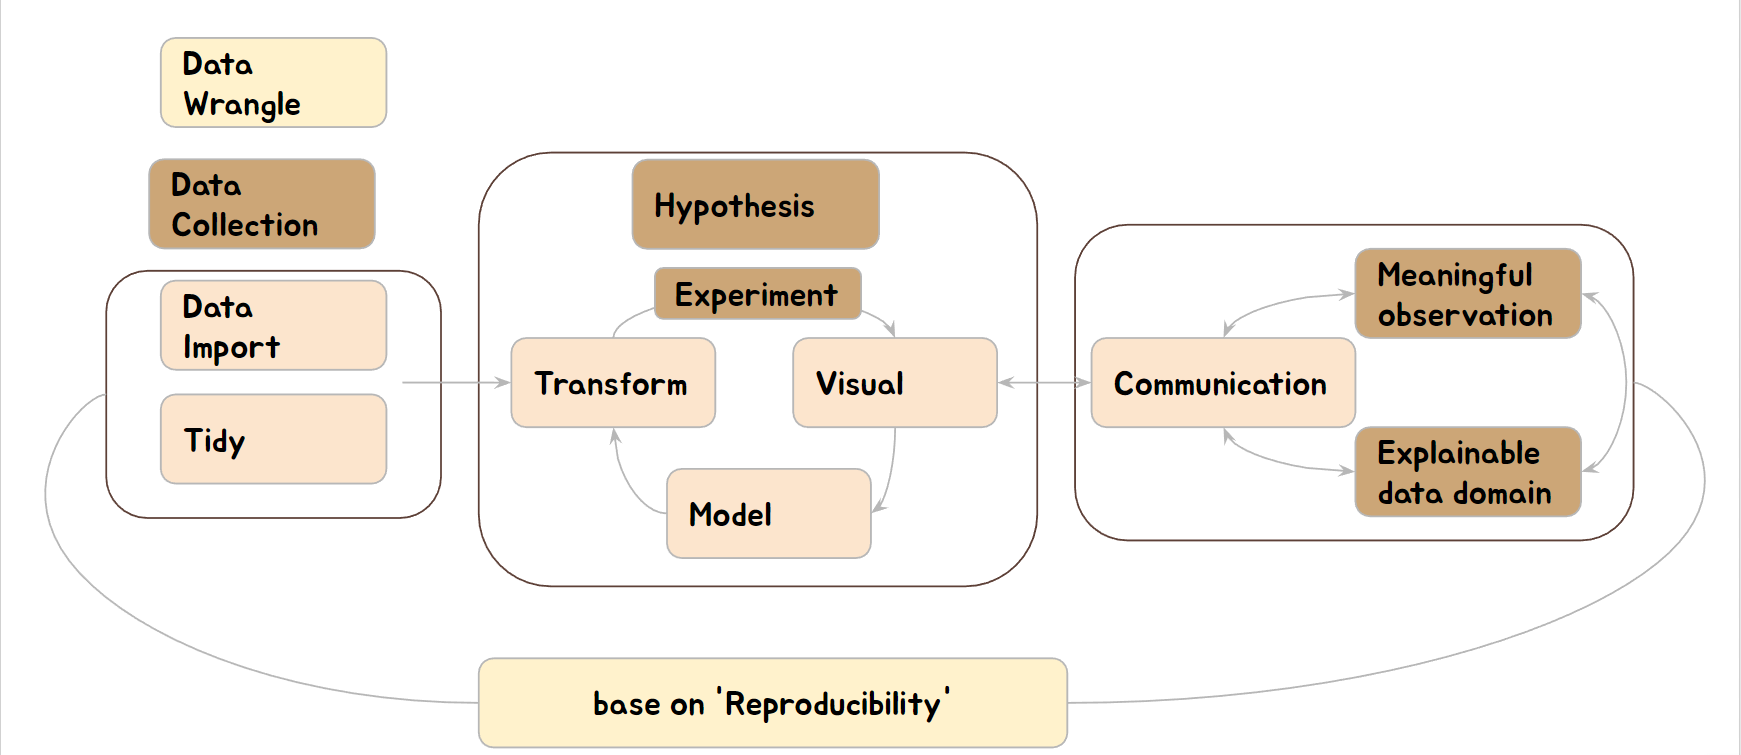 Data
Wrangle
Data
Collection
Data
Import
Tidy
Hypothesis
Experiment
Transform
Visual
Model
Communication
Meaningful
observation
Explainable
data domain
base on 'Reproducibility'